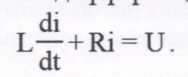 L di/dt + Ri = U.